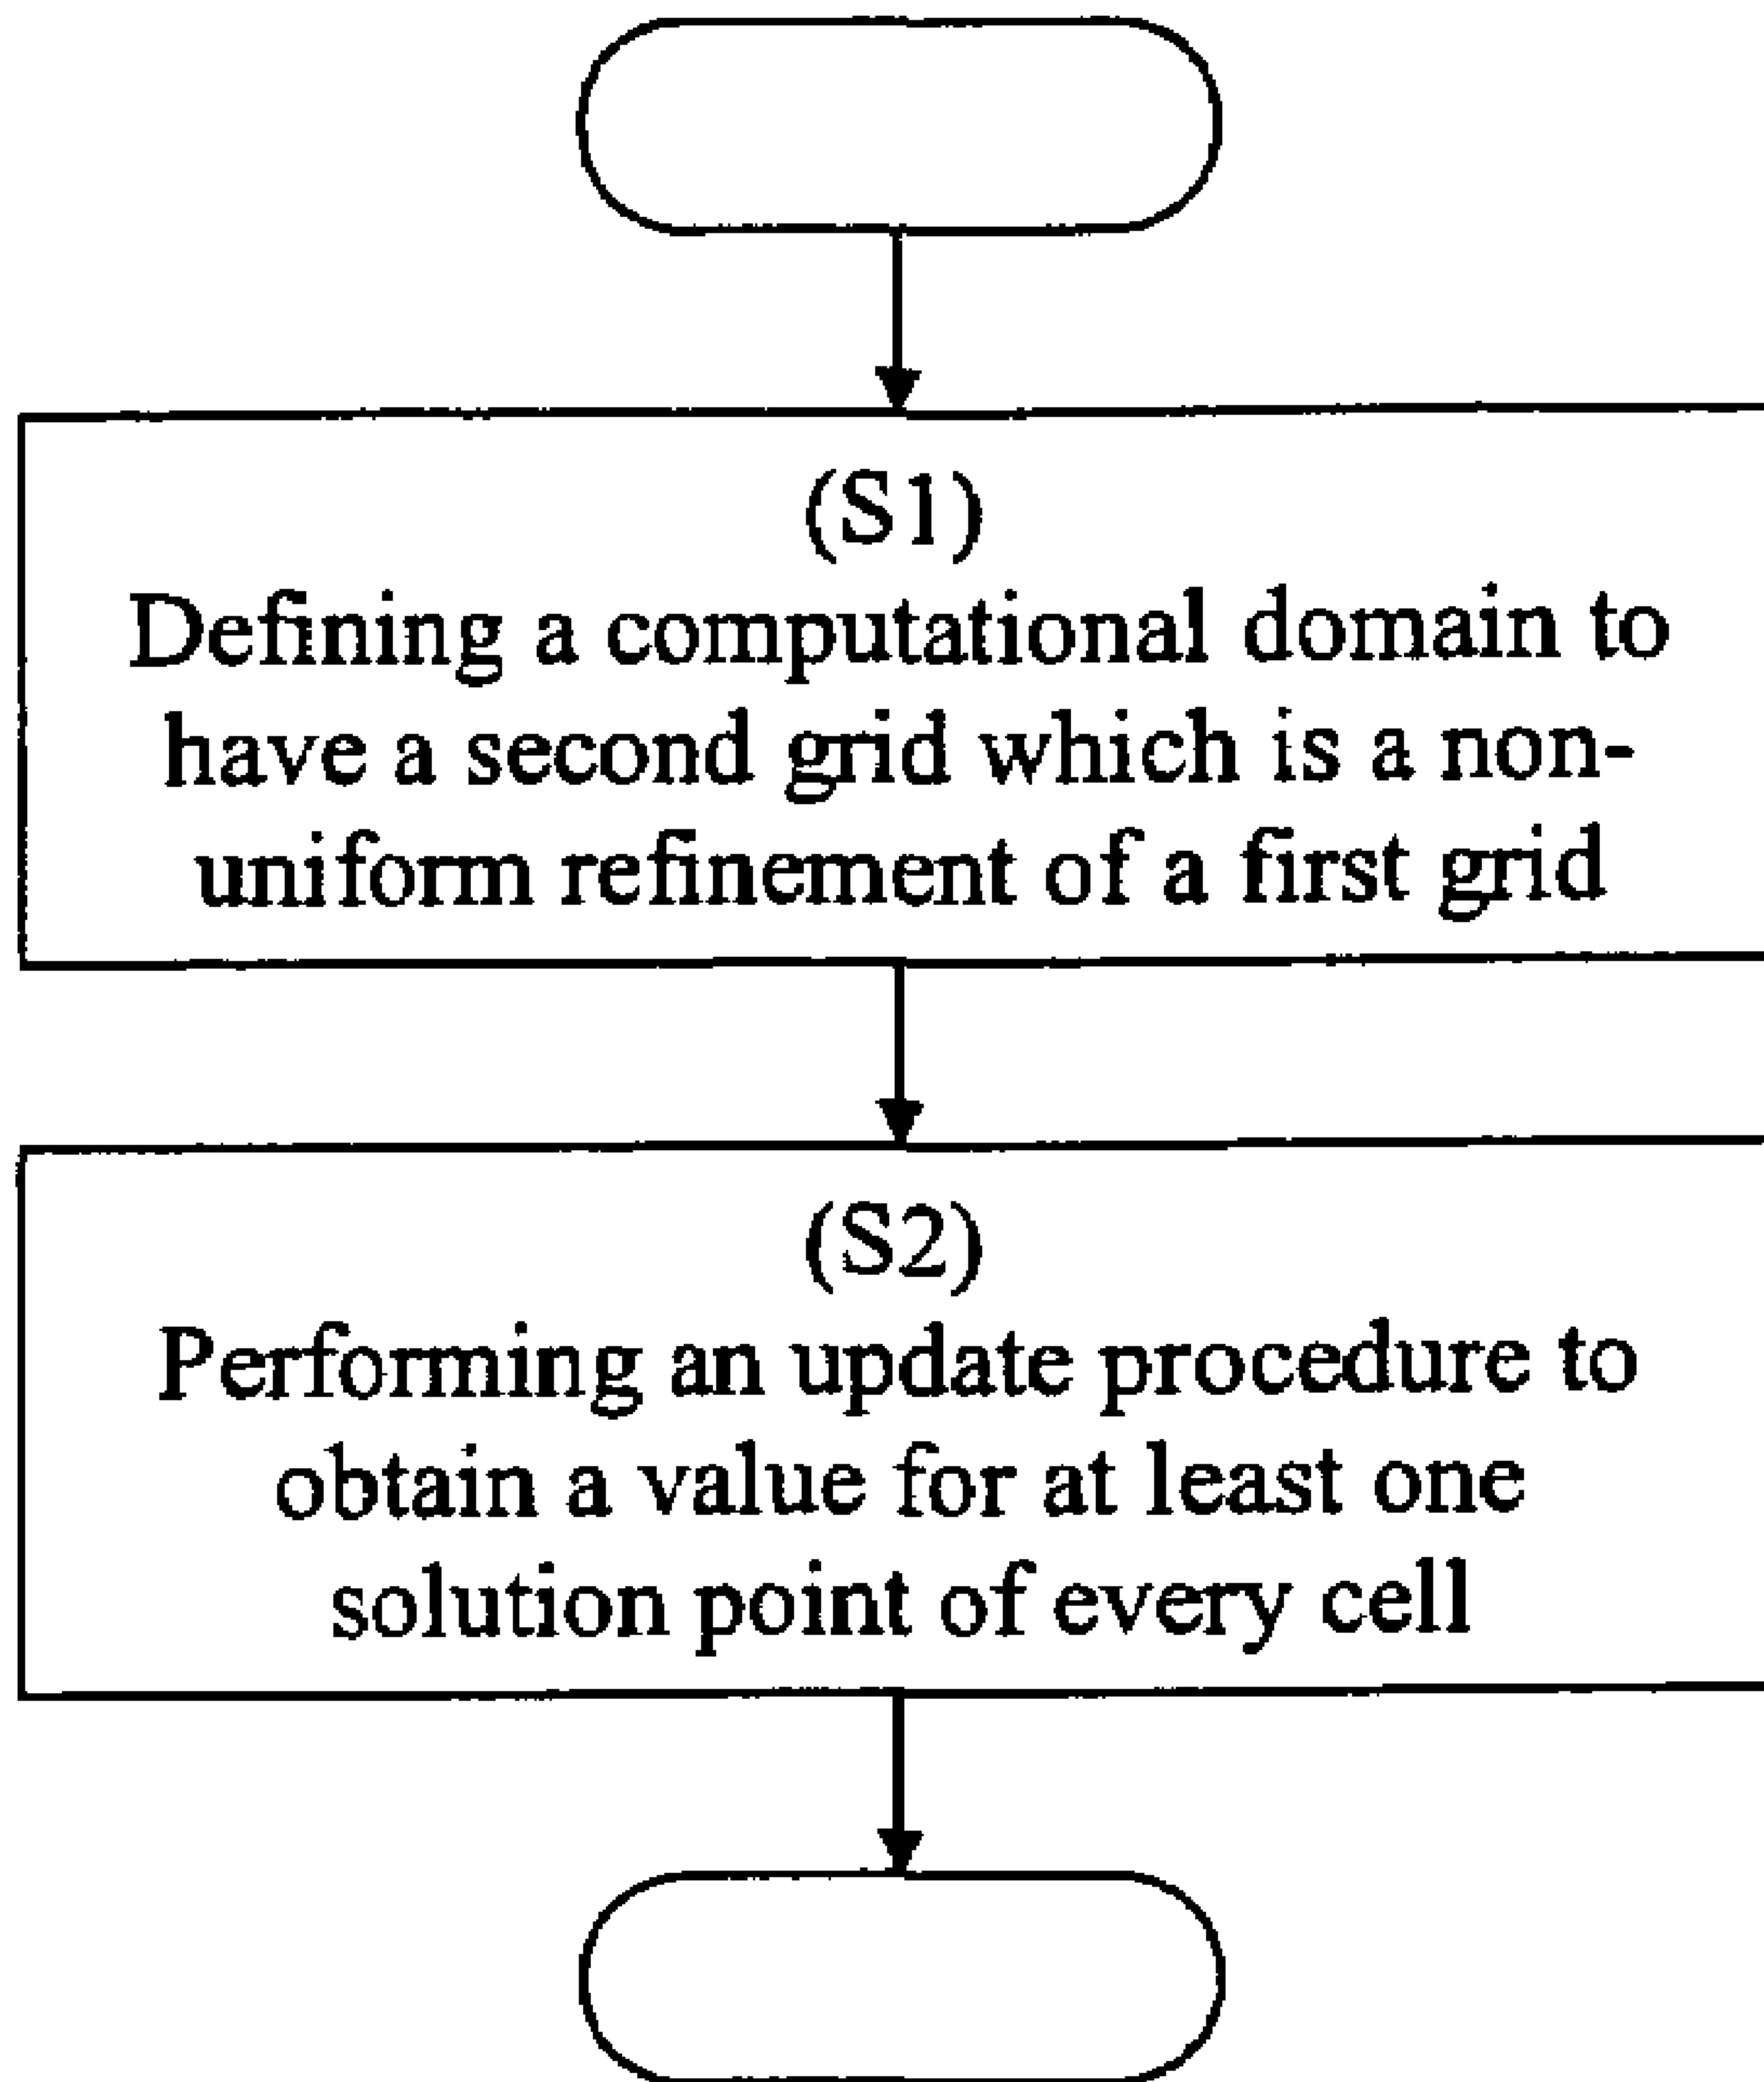 (S1)
Defining a computational domain to
have a second grid which is a non-
uniform refinement of a first grid
(S2)
Performing an update procedure to
obtain a value for at least one
solution point of every cell